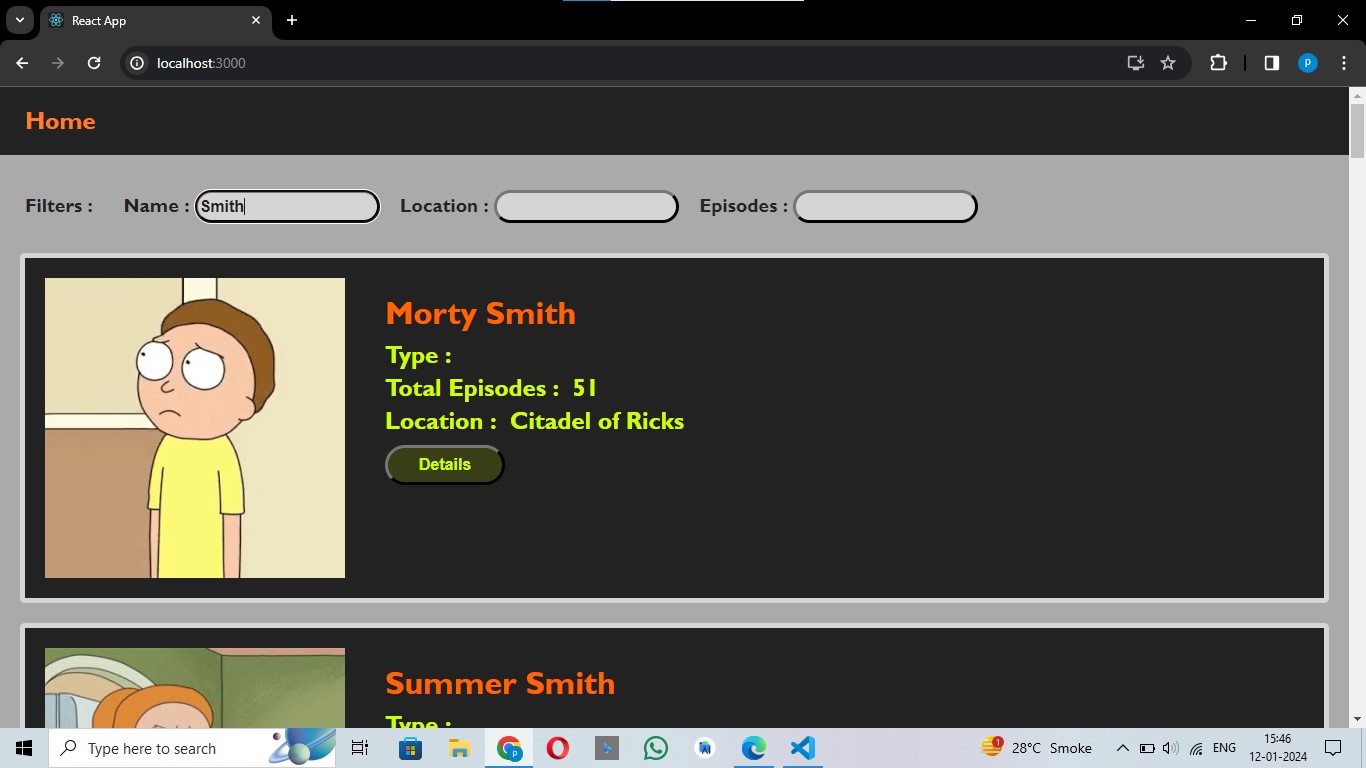 React App
localhost:3000
P
Home
Filters : Name : Smith Location : Episodes :
Morty Smith
Type :
Total Episodes : 51
Location : Citadel of Ricks
Details
Summer Smith
Type :
Type here to search
1
28°C Smoke
ENG
15:46
12-01-2024